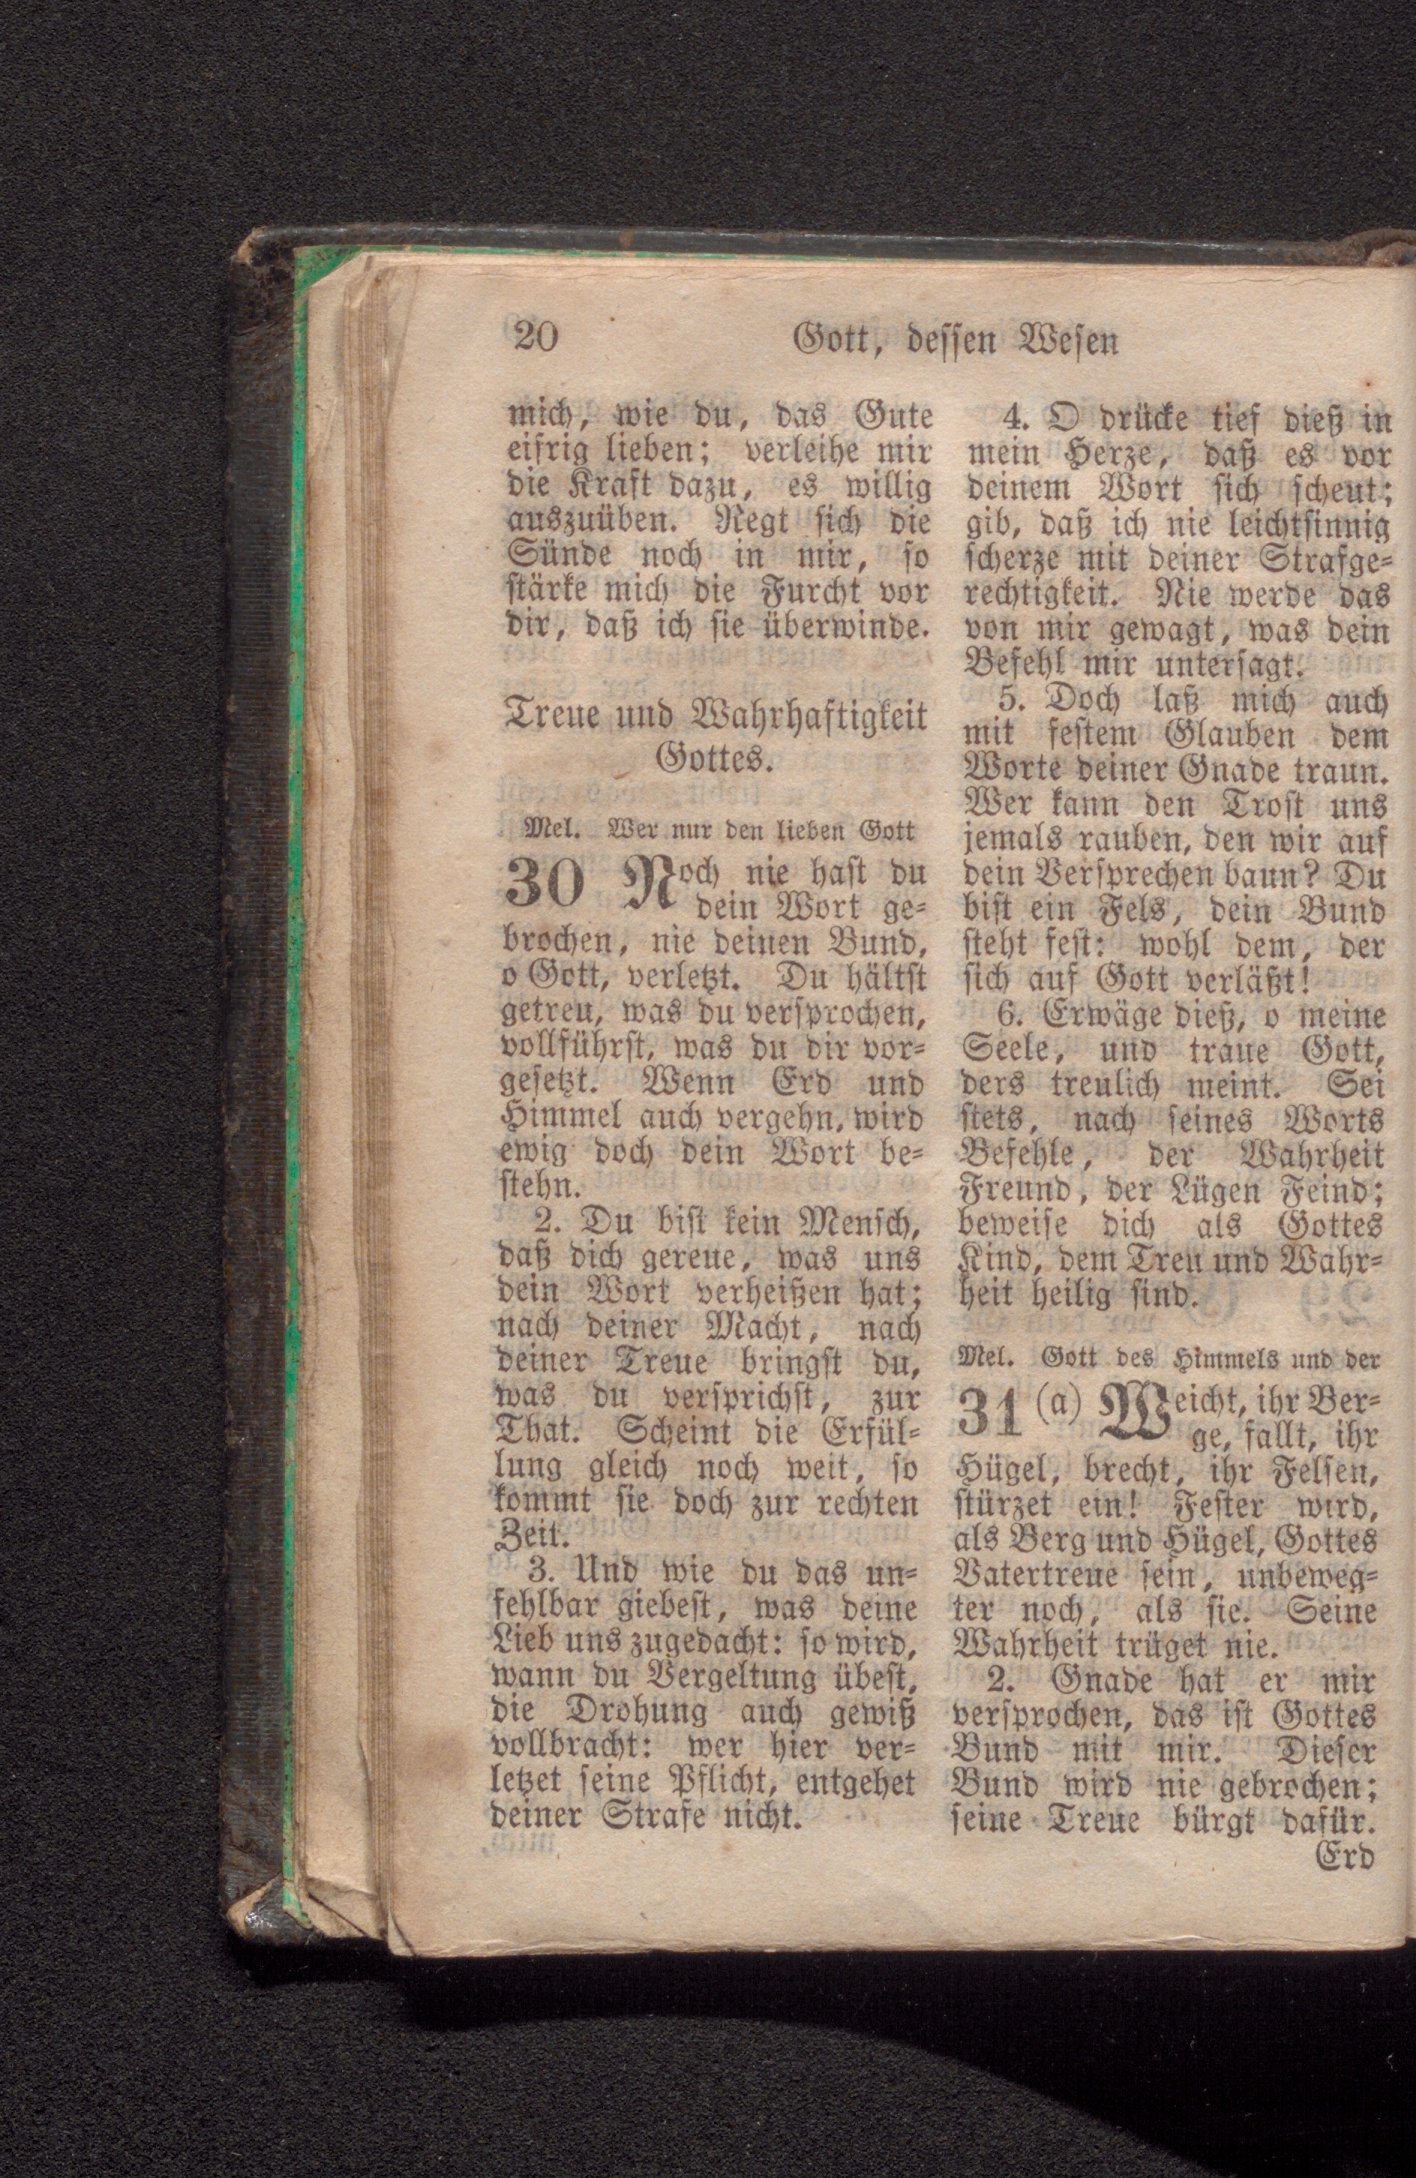 20 Gott, dessen Wesen
mich, wie du, das Gute
eifrig lieben; verleihe mir
die Kraft dazu, es willig
auszuüben. Regt sich die
Sünde noch in mir, so
stärke mich die Furcht vor
dir, daß ich sie überwinde.
Treue und Wahrhaftigkeit
Gottes.
Mel. Wer nur den lieben Gott
30 Noch nie hast du
dein Wort ge-
brochen, nie deinen Bund,
o Gott, verletzt. Du hältst
getreu, was du versprochen,
vollführst, was du dir vor-
gesetzt. Wenn Erd und
Himmel auch vergehn, wird
ewig doch dein Wort be-
stehn.
2. Du bist kein Mensch,
daß dich gereue, was uns
dein Wort verheißen hat;
nach deiner Macht, nach
deiner Treue bringst du,
was du versprichst, zur
That. Scheint die Erfül-
lung gleich noch weit, so
kommt sie doch zur rechten
Zeit.
3. Und wie du das un-
fehlbar giebest, was deine
Lieb uns zugedacht: so wird,
wann du Vergeltung übest,
die Drohung auch gewiß
vollbracht: wer hier ver-
letzet seine Pflicht, entgehet
deiner Strafe nicht.
4. O drücke tief dieß in
mein Herze, daß es vor
deinem Wort sich scheut;
gib, daß ich nie leichtsinnig
scherze mit deiner Strafge-
rechtigkeit. Nie werde das
von mir gewagt, was dein
Befehl mir untersagt.
5. Doch laß mich auch
mit festem Glauben dem
Worte deiner Gnade traun.
Wer kann den Trost uns
jemals rauben, den wir auf
dein Versprechen baun? Du
bist ein Fels, dein Bund
steht fest: wohl dem, der
sich auf Gott verläßt!
6. Erwäge dieß, o meine
Seele, und traue Gott,
ders treulich meint. Sei
stets, nach seines Worts
Befehle, der Wahrheit
Freund, der Lügen Feind;
beweise dich als Gottes
Kind, dem Treu und Wahr-
heit heilig sind.
Mel. Gott des Himmels und der
31 (a) Weicht, ihr Ber-
ge, fallt, ihr
Hügel, brecht, ihr Felsen,
stürzet ein! Fester wird,
als Berg und Hügel, Gottes
Vatertreue sein, unbeweg-
ter noch, als sie. Seine
Wahrheit trüget nie.
2. Gnade hat er mir
versprochen, das ist Gottes
Bund mit mir. Dieser
Bund wird nie gebrochen;
seine Treue bürgt dafür.
Erd